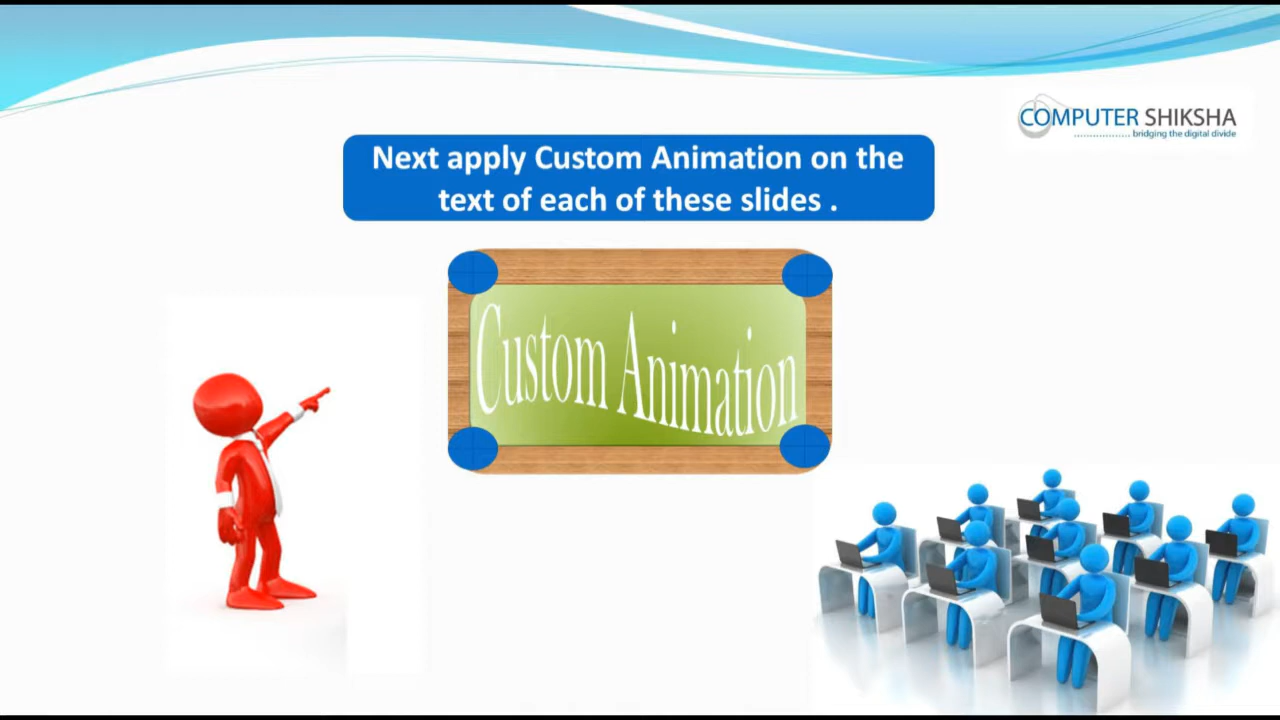 COMPUTER SHIKSHA
bridging the digital divide
Next apply Custom Animation on the
text of each of these slides .
Custom Animation